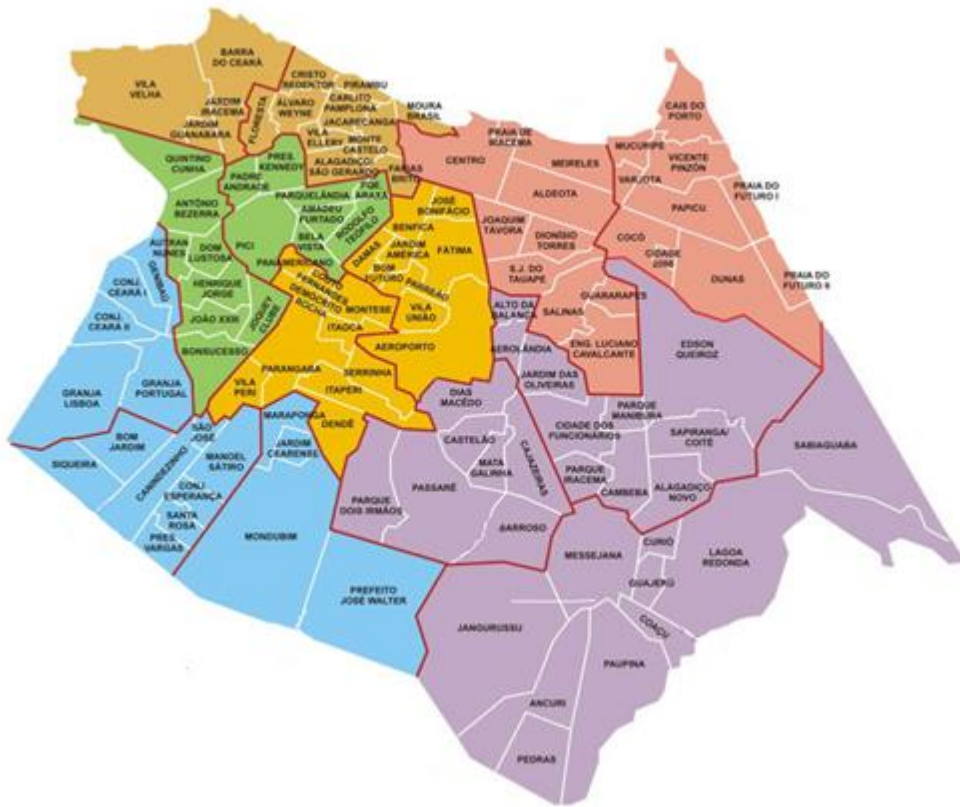 BARRA
DO CEARÁ
VILA
VELHA
JARDIM
IRACEMA
JARDIM
GUANABARA
FLORESTA
CRISTO
REDENTOR
PIRAMBU
ÁLVARO
WEYNE
CARLITO
PAMPLONA
JACARECANGA
VILA
ELLERY
MONTE
CASTELO
ALAGADIÇO/
SÃO GERARDO
MOURA
BRASIL
FARIAS
BRITO
QUINTINO
CUNHA
PRES.
KENNEDY
PADRE
ANDRADE
PARQUELÂNDIA
PQE
ARAXÁ
AMADEU
FURTADO
RODOLFO
TEÓFILO
BELA
VISTA
ANTÔNIO
BEZERRA
PICI
PANAMERICANO
AUTRAN
NUNES
DOM
LUSTOSA
HENRIQUE
JORGE
JOÃO XXIII
JOQUEY
CLUBE
BONSUCESSO
CENTRO
PRAIA DE
IRACEMA
MEIRELES
ALDEOTA
JOAQUIM
TÁVORA
DIONÍSIO
TORRES
S.J. DO
TAUAPE
CAIS DO
PORTO
MUCURIPE
VICENTE
PINZÓN
VARJOTA
PAPICU
PRAIA DO
FUTURO I
COCÓ
CIDADE
2000
DUNAS
PRAIA DO
FUTURO II
GUARARAPES
SALINAS
ENG. LUCIANO
CAVALCANTE
JOSÉ
BONIFÁCIO
BENFICA
JARDIM
AMÉRICA
FÁTIMA
DAMAS
BOM
FUTURO
PARREÃO
VILA
UNIÃO
COUTO
FERNANDES
DEMÓCRITO
ROCHA
MONTESE
ITAOCA
AEROPORTO
PARANGABA
SERRINHA
VILA
PERI
ITAPERI
DENDÊ
GENIBAÚ
CONJ.
CEARÁ I
CONJ.
CEARÁ II
GRANJA
LISBOA
GRANJA
PORTUGAL
BOM
JARDIM
SIQUEIRA
CANINDEZINHO
SÃO
JOSÉ
MANOEL
SÁTIRO
CONJ
ESPERANÇA
SANTA
ROSA
PRES.
VARGAS
MARAPONGA
JARDIM
CEARENSE
MONDUBIM
PREFEITO
JOSÉ WALTER
ALTO DA
BALANÇA
AEROLÂNDIA
JARDIM DAS
OLIVEIRAS
EDSON
QUEIROZ
DIAS
MACÊDO
PARQUE
MANIBURA
CIDADE DOS
FUNCIONÁRIOS
SAPIRANGA/
COITÉ
SABIAGUABA
CASTELÃO
MATA
GALINHA
CAJAZEIRAS
PARQUE
IRACEMA
CAMBEBA
ALAGADIÇO
NOVO
PASSARÉ
PARQUE
DOIS IRMÃOS
BARROSO
MESSEJANA
CURIÓ
LAGOA
REDONDA
GUAJERÚ
COAÇU
JANGURUSSU
PAUPINA
ANCURI
PEDRAS